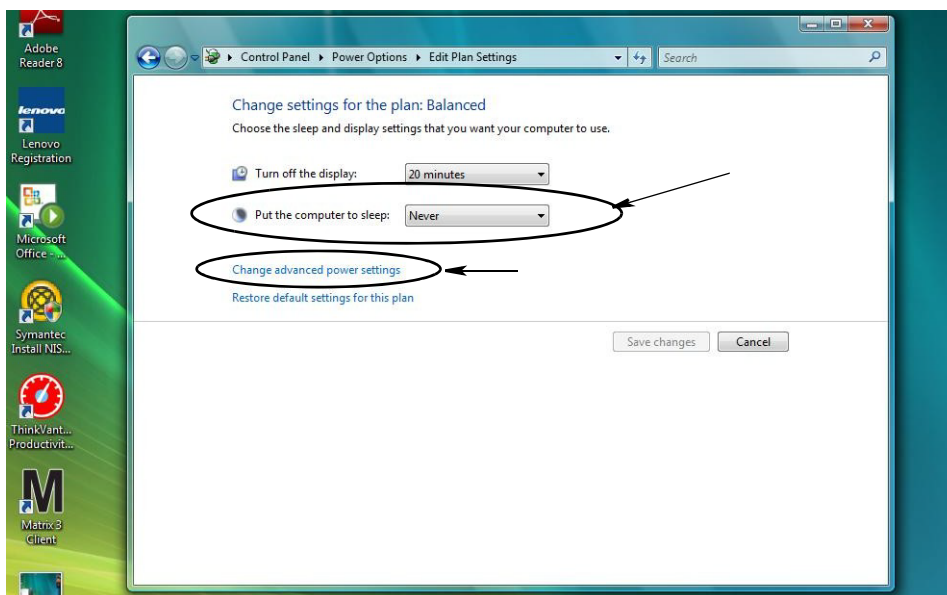 Adobe
Reader 8
lenovo
Lenovo
Registration
Microsoft
Office - ...
Symantec
Install NIS...
ThinkVant...
Productivit...
M
Matrix 3
Client
Control Panel
Power Options
Edit Plan Settings
Search
Change settings for the plan: Balanced
Choose the sleep and display settings that you want your computer to use.
Turn off the display: 20 minutes
Put the computer to sleep: Never
Change advanced power settings
Restore default settings for this plan
Save changes Cancel